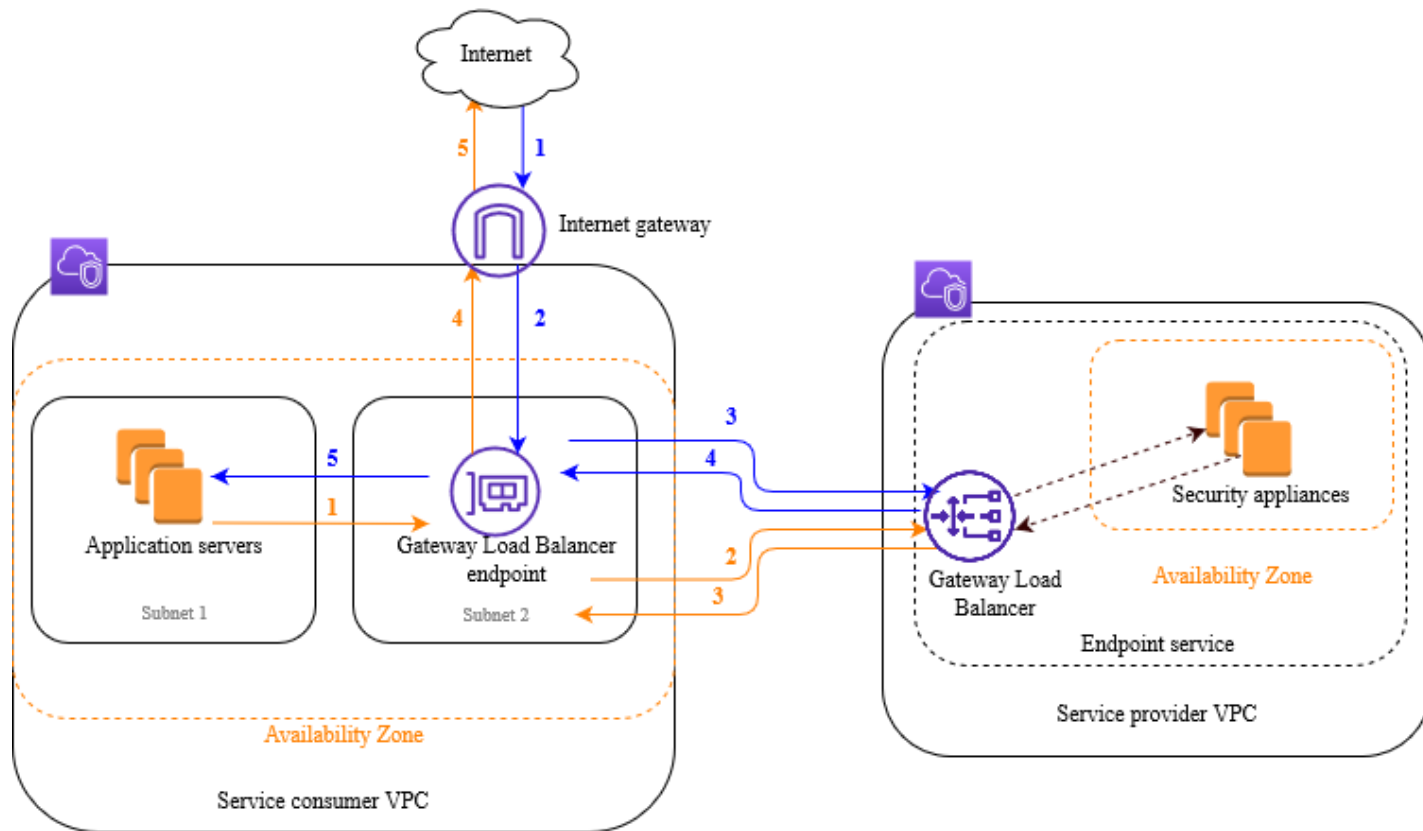 Internet
5
1
Internet gateway
4
2
3
4
5
1
Application servers
Gateway Load Balancer
endpoint
Subnet 1
Subnet 2
2
3
Security appliances
Gateway Load
Balancer
Availability Zone
Endpoint service
Service provider VPC
Availability Zone
Service consumer VPC